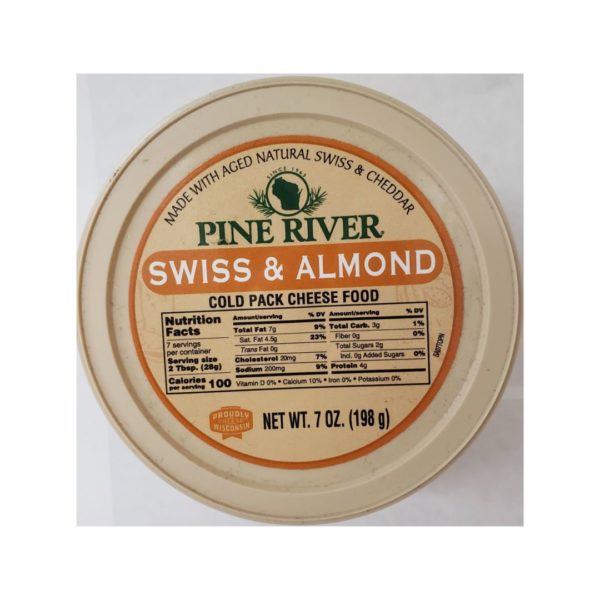 MADE WITH AGED NATURAL SWISS & CHEDDAR
SINCE 1963
PINE RIVER
SWISS & ALMOND
COLD PACK CHEESE FOOD
Nutrition Facts
7 servings per container
Serving size 2 Tbsp. (28g)
Calories per serving 100
Amount/serving % DV
Total Fat 7g 9%
Sat. Fat 4.5g 23%
Trans Fat 0g
Cholesterol 20mg 7%
Sodium 200mg 9%
Amount/serving % DV
Total Carb. 3g 1%
Fiber 0g 0%
Total Sugars 2g
Incl. 0g Added Sugars 0%
Protein 4g
Vitamin D 0% • Calcium 10% • Iron 0% • Potassium 0%
PROUDLY
WISCONSIN
NET WT. 7 OZ. (198 g)